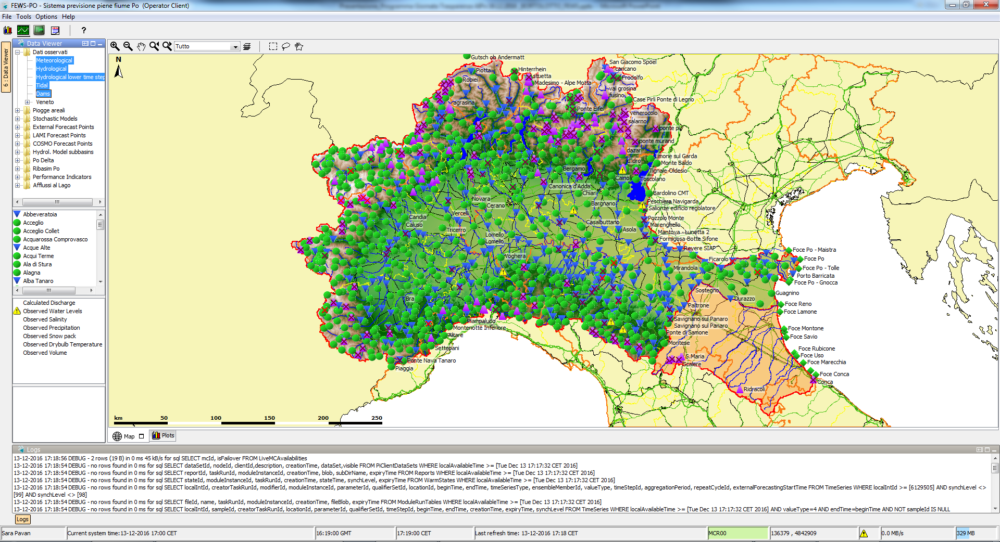 FEWS-PO - Sistema previsione piene fiume Po (Operator Client)
File Tools Options Help
?
6 : Data Viewer
Data Viewer
Dati osservati
Meteorological
Hydrological
Hydrological lower time step
Tidal
Dams
Veneto
Piogge areali
Stochastic Models
External Forecast Points
LAMI Forecast Points
COSMO Forecast Points
Hydrol. Model subbasins
Po Delta
Ribasim Po
Performance Indicators
Afflussi al Lago
Abbeveratoia
Acceglio
Acceglio Collet
Acquarossa Comprovasco
Acque Alte
Acqui Terme
Ala di Stura
Alagna
Alba Tanaro
Calculated Discharge
Observed Water Levels
Observed Salinity
Observed Precipitation
Observed Snow pack
Observed Drybulb Temperature
Observed Volume
Tutto
N
Gutsch ob Andermatt
Piotta
Hinterrhein
stuetta
Robiei
Madesimo - Alpe Motta
San Giacomo Spoel
cancano
Frodolfo
val grosina
fusino
agrasina
Case Pirli Ponte di Legno
Ponte Eifel
venerocolo
salarno
ponte pi
ponte murand
dazar
d'idro
Limone sul Garda
Monte Baldo
Bergamo
Tignale-Oldesio
Caino
Toscolano
Canonica d'Adda
Chiari
Bardolino CMT
Novara
Cerano
Bargnano
Peschiera Navigarda
Salionze edificio regolatore
Vercelli
Candia
Caluso
Pozzolo Monte
Marenghello
Casalbuttano
Tricerro
Asola
Mantova - Lunetta 2
Lomello
Lomello
Formigosa-Botte Sifone
Revere SIAP
Voghera
Ficarolo
Mirandola
Foce Po - Maistra
Foce Po
Foce Po - Tolle
Porto Barricata
Foce Po - Gnocca
Sostegno
Guagnino
Bra
Durazzo
Paltrone
Foce Reno
Foce Lamone
Piampaludo
Montenotte Inferiore
Savignano sul Panaro
Savignano sul Panaro
Altare
Ponte di Samone
Foce Montone
Foce Savio
Montese
Settepani
Foce Rubicone
Foce Uso
S.Maria
Scalere
Ponte Nava Tanaro
Foce Marecchia
Piaggia
Foce Conca
Conca
Ridracoli
km 50 100 150 200 250
Map
Plots
Logs
13-12-2016 17:18:56 DEBUG - 2 rows (19 B) in 0 ms 45 kB/s for sql SELECT mcId, isFailover FROM LiveMCAvailabilities
13-12-2016 17:18:54 DEBUG - no rows found in 0 ms for sql SELECT dataSetId, nodeId, clientId,description, creationTime, dataSet,visible FROM PiClientDataSets WHERE localAvailableTime >= [Tue Dec 13 17:17:32 CET 2016]
13-12-2016 17:18:54 DEBUG - no rows found in 0 ms for sql SELECT reportId, taskRunId, moduleInstanceId, creationTime, blob, subDirName, expiryTime FROM Reports WHERE localAvailableTime >= [Tue Dec 13 17:17:32 CET 2016]
13-12-2016 17:18:54 DEBUG - no rows found in 0 ms for sql SELECT stateId, moduleInstanceId, taskRunId, creationTime, stateTime, synchLevel, expiryTime FROM WarmStates WHERE localAvailableTime >= [Tue Dec 13 17:17:32 CET 2016]
13-12-2016 17:18:54 DEBUG - no rows found in 0 ms for sql SELECT localIntId, creatorTaskRunId, modifierId, moduleInstanceId, parameterId, qualifierSetId, locationId, beginTime, endTime, timeSeriesType, ensembleMemberId, valueType, timeStepId, aggregationPeriod, repeatCycleId, externalForecastingStartTime FROM TimeSeries WHERE localIntId >= [6129505] AND synchLevel <>
[99] AND synchLevel <> [98]
13-12-2016 17:18:54 DEBUG - no rows found in 0 ms for sql SELECT fileId, name, taskRunId, moduleInstanceId, creationTime, fileBlob, expiryTime FROM ModuleRunTables WHERE localAvailableTime >= [Tue Dec 13 17:17:32 CET 2016]
13-12-2016 17:18:54 DEBUG - no rows found in 0 ms for sql SELECT localIntId, sampleId, creatorTaskRunId, locationId, parameterId, qualifierSetId, timeStepId, beginTime, endTime, creationTime, expiryTime, synchLevel FROM TimeSeries WHERE localAvailableTime >= [Tue Dec 13 17:17:32 CET 2016] AND valueType=4 AND endTime=beginTime AND NOT sampleId IS NULL
Logs
Sara Pavan
Current system time:13-12-2016 17:00 CET
16:19:00 GMT
17:19:00 CET
Last refresh time: 13-12-2016 17:18 CET
MCR00
136379 , 4842909
0.0 MB/s
329 MB